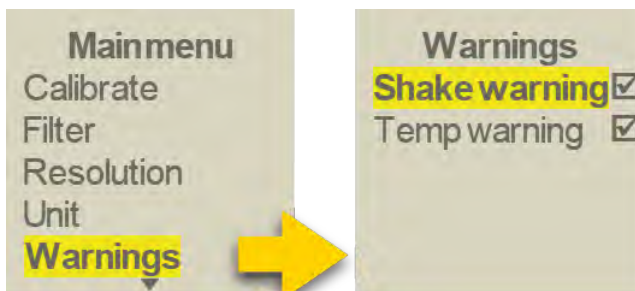 Mainmenu
Calibrate
Filter
Resolution
Unit
Warnings
Warnings
Shake warning
Temp warning